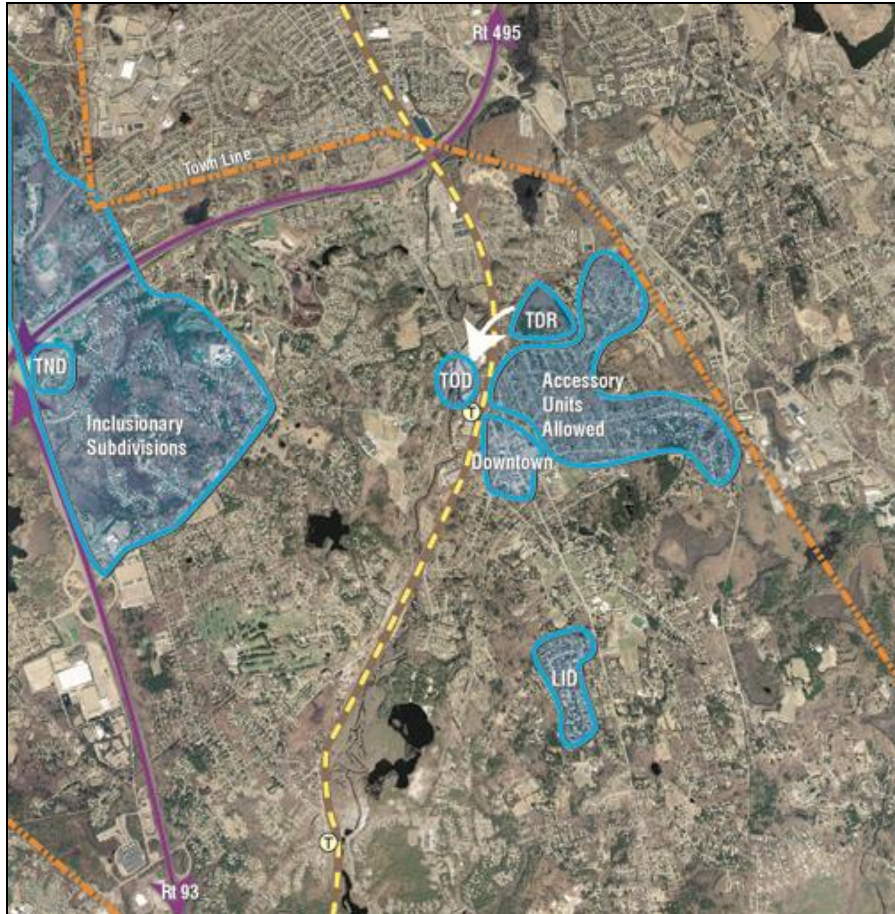 Rt 495
Town Line
TDR
TND
TOD
Accessory
Units
Allowed
T
Inclusionary
Subdivisions
Downtown
LID
T
Rt 93